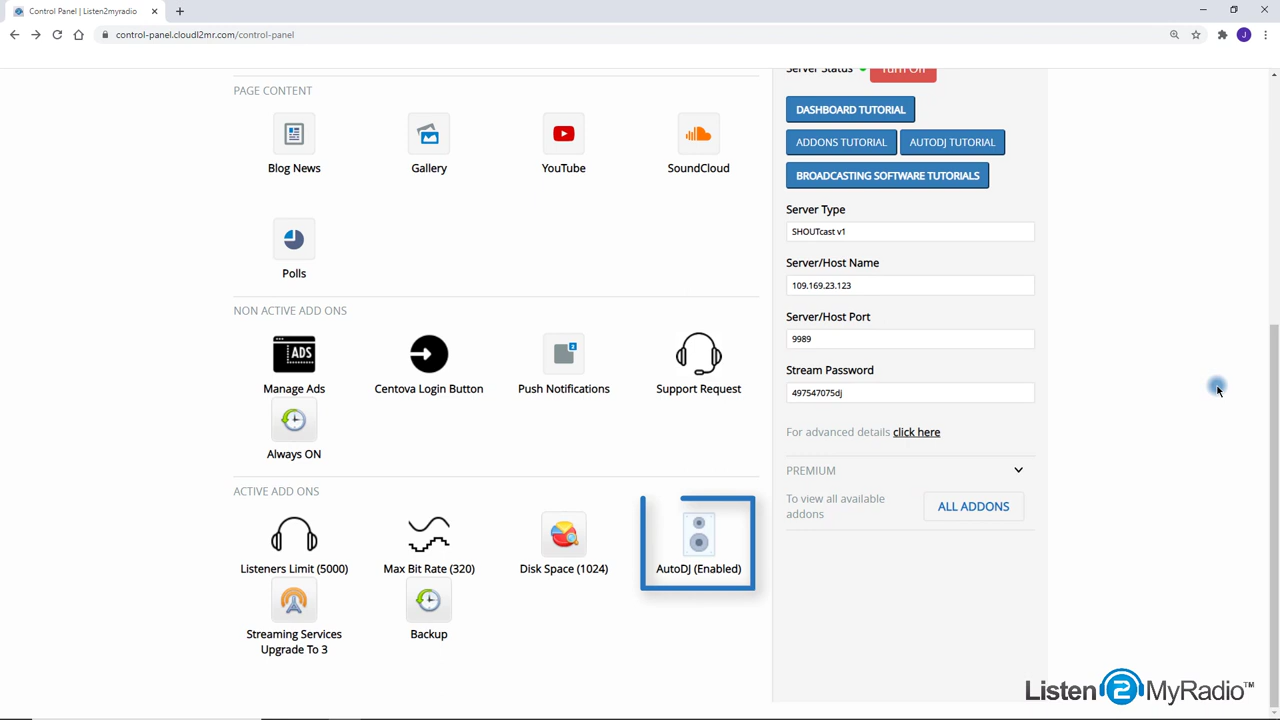 Control Panel | Listen2myradio
control-panel.cloudl2mr.com/control-panel
J
PAGE CONTENT
Blog News
Gallery
YouTube
SoundCloud
Polls
NON ACTIVE ADD ONS
ADS
Manage Ads
Centova Login Button
2
Push Notifications
Support Request
Always ON
ACTIVE ADD ONS
Listeners Limit (5000)
Max Bit Rate (320)
Disk Space (1024)
AutoDJ (Enabled)
Streaming Services
Upgrade To 3
Backup
Server Status
Turn Off
DASHBOARD TUTORIAL
ADDONS TUTORIAL
AUTODJ TUTORIAL
BROADCASTING SOFTWARE TUTORIALS
Server Type
SHOUTcast v1
Server/Host Name
109.169.23.123
Server/Host Port
9989
Stream Password
497547075dj
For advanced details click here
PREMIUM
To view all available
addons
ALL ADDONS
Listen2MyRadio™